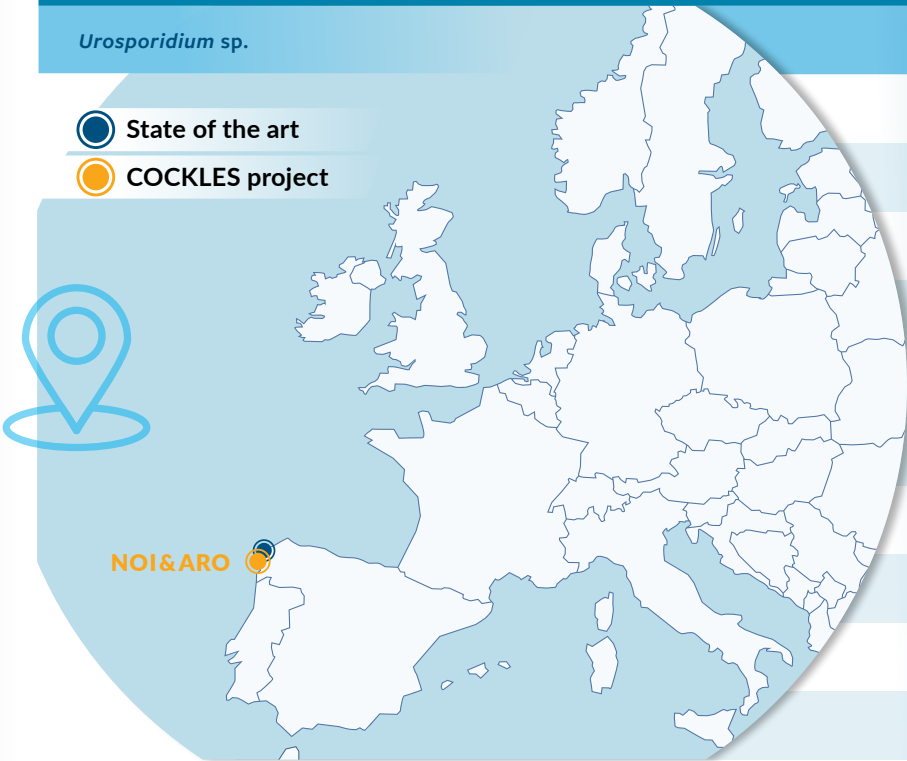 Urosporidium sp.
State of the art
COCKLES project
NOI&ARO